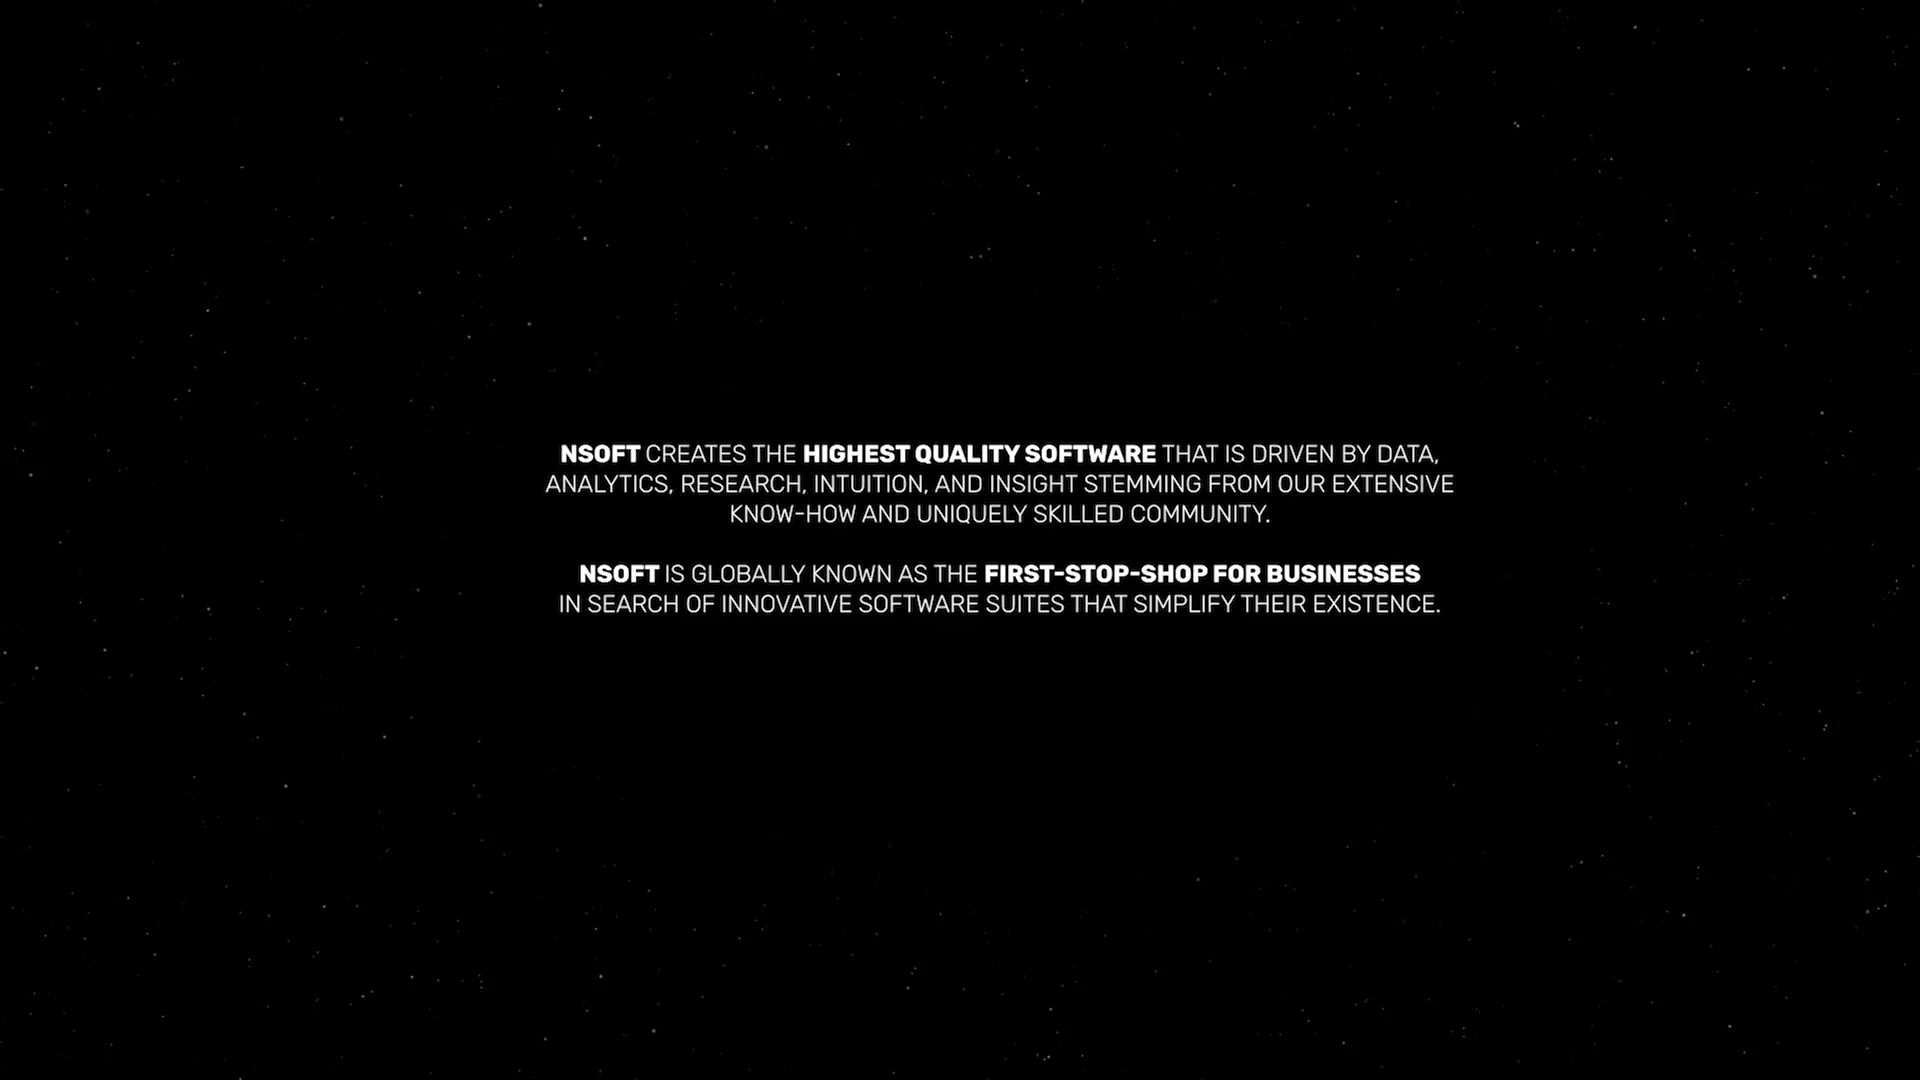 NSOFT CREATES THE HIGHEST QUALITY SOFTWARE THAT IS DRIVEN BY DATA,
ANALYTICS, RESEARCH, INTUITION, AND INSIGHT STEMMING FROM OUR EXTENSIVE
KNOW-HOW AND UNIQUELY SKILLED COMMUNITY.
NSOFT IS GLOBALLY KNOWN AS THE FIRST-STOP-SHOP FOR BUSINESSES
IN SEARCH OF INNOVATIVE SOFTWARE SUITES THAT SIMPLIFY THEIR EXISTENCE.